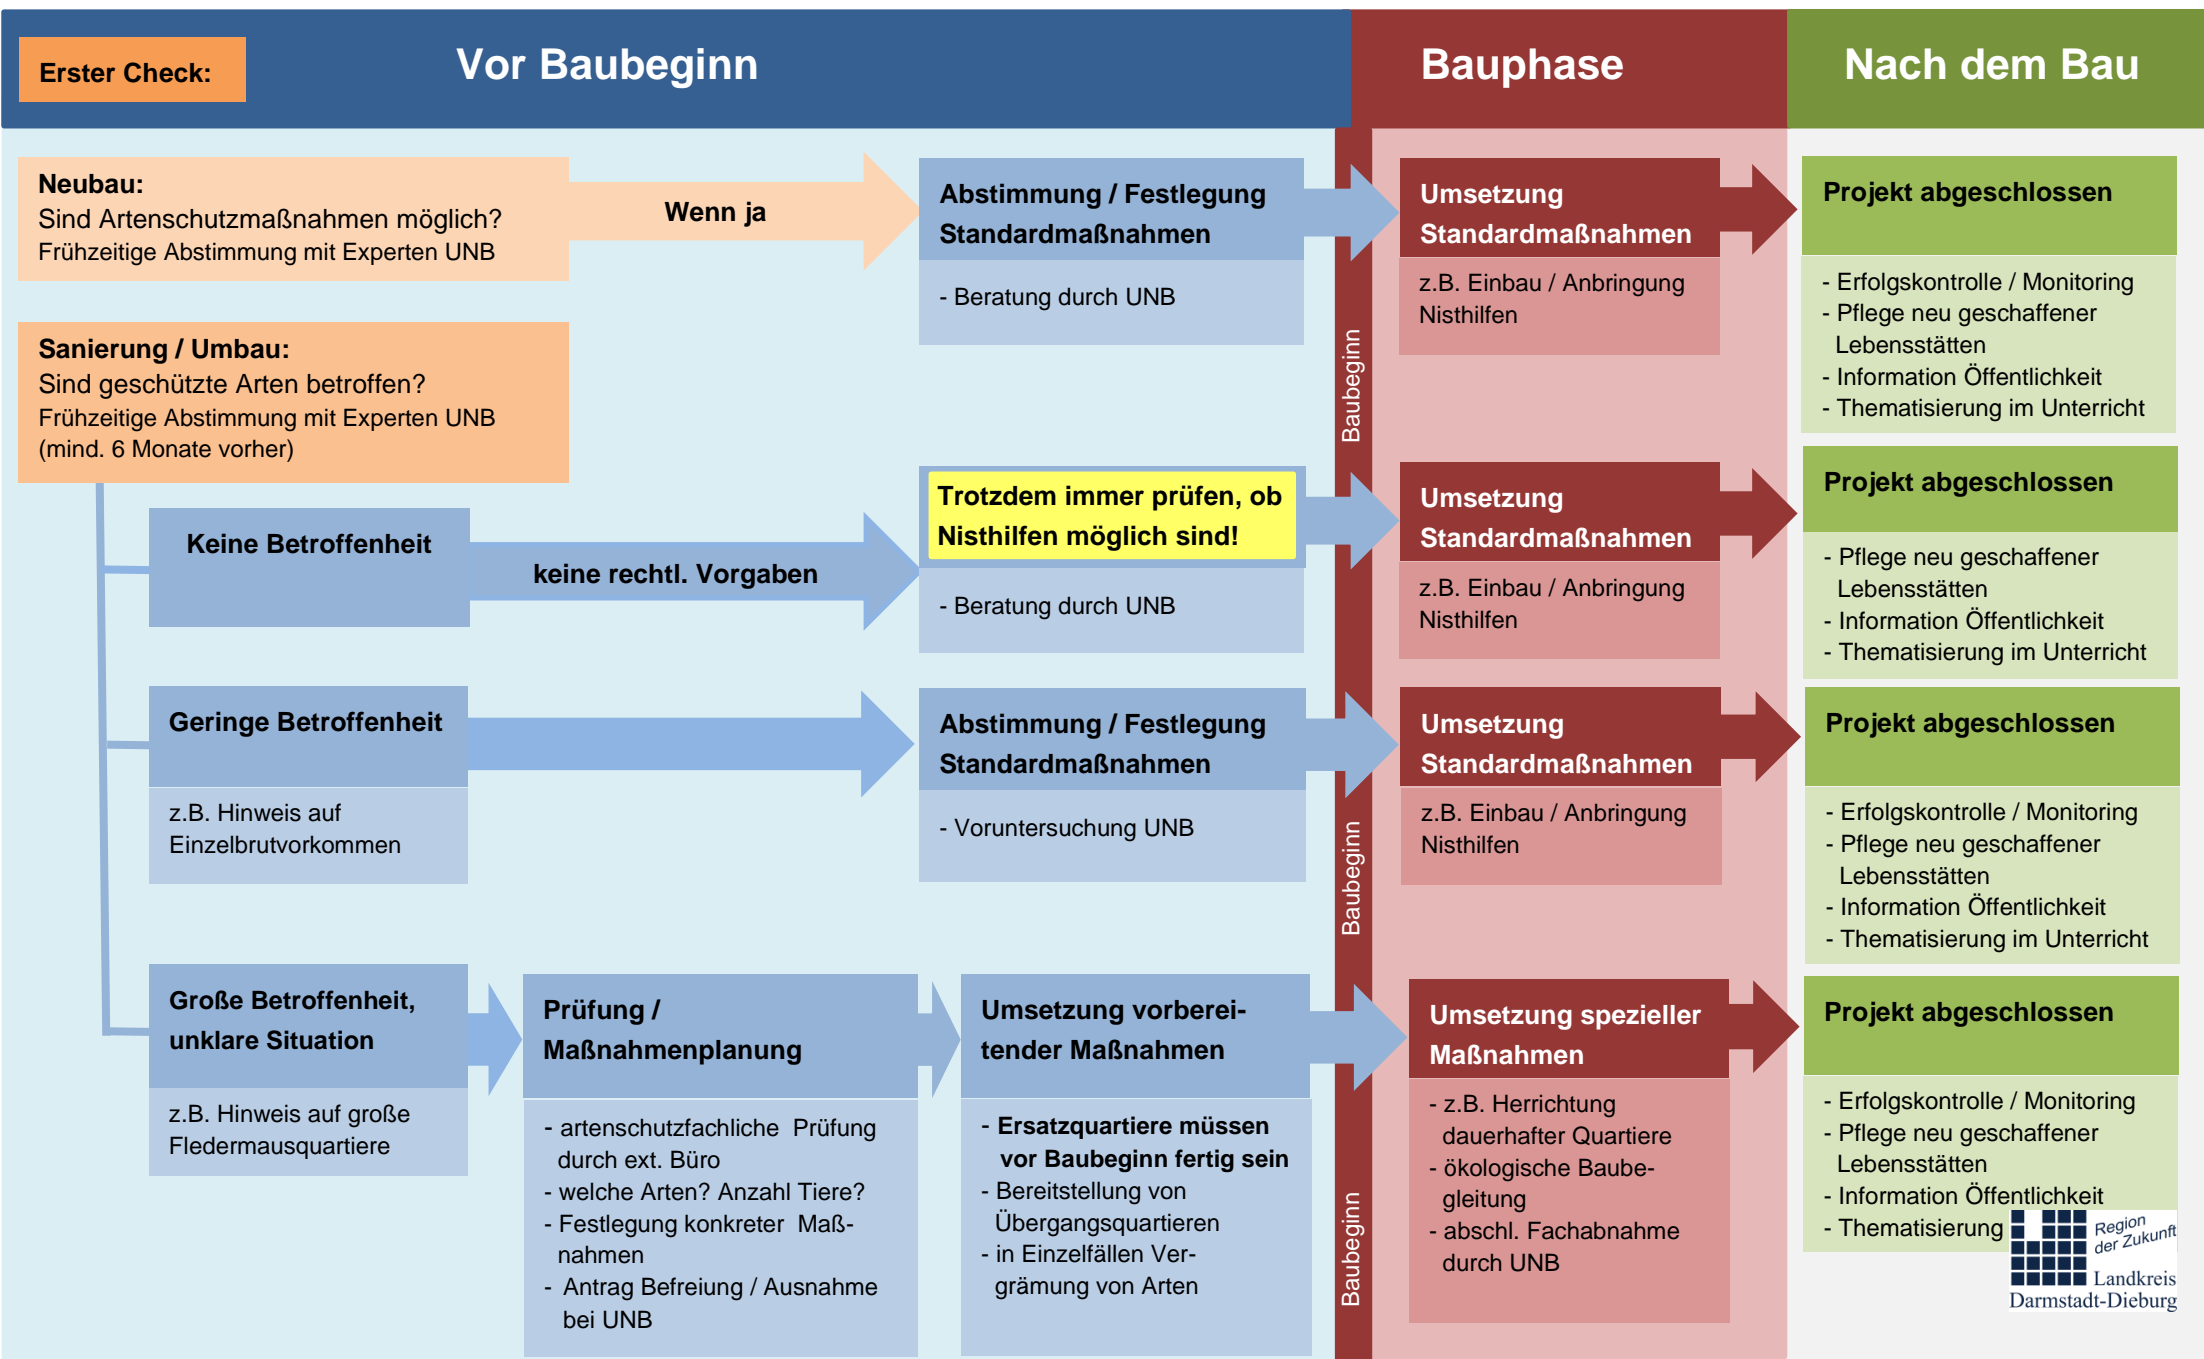 Erster Check:
Vor Baubeginn
Bauphase
Nach dem Bau
Neubau:
Sind Artenschutzmaßnahmen möglich?
Frühzeitige Abstimmung mit Experten UNB
Wenn ja
Abstimmung / Festlegung
Standardmaßnahmen
- Beratung durch UNB
Baubeginn
Umsetzung
Standardmaßnahmen
z.B. Einbau / Anbringung
Nisthilfen
Projekt abgeschlossen
- Erfolgskontrolle / Monitoring
- Pflege neu geschaffener
Lebensstätten
- Information Öffentlichkeit
- Thematisierung im Unterricht
Sanierung / Umbau:
Sind geschützte Arten betroffen?
Frühzeitige Abstimmung mit Experten UNB
(mind. 6 Monate vorher)
Keine Betroffenheit
keine rechtl. Vorgaben
Trotzdem immer prüfen, ob
Nisthilfen möglich sind!
- Beratung durch UNB
Umsetzung
Standardmaßnahmen
z.B. Einbau / Anbringung
Nisthilfen
Projekt abgeschlossen
- Pflege neu geschaffener
Lebensstätten
- Information Öffentlichkeit
- Thematisierung im Unterricht
Geringe Betroffenheit
z.B. Hinweis auf
Einzelbrutvorkommen
Abstimmung / Festlegung
Standardmaßnahmen
- Voruntersuchung UNB
Baubeginn
Umsetzung
Standardmaßnahmen
z.B. Einbau / Anbringung
Nisthilfen
Projekt abgeschlossen
- Erfolgskontrolle / Monitoring
- Pflege neu geschaffener
Lebensstätten
- Information Öffentlichkeit
- Thematisierung im Unterricht
Große Betroffenheit,
unklare Situation
z.B. Hinweis auf große
Fledermausquartiere
Prüfung /
Maßnahmenplanung
- artenschutzfachliche Prüfung
durch ext. Büro
- welche Arten? Anzahl Tiere?
- Festlegung konkreter Maß-
nahmen
- Antrag Befreiung / Ausnahme
bei UNB
Umsetzung vorberei-
tender Maßnahmen
- Ersatzquartiere müssen
vor Baubeginn fertig sein
- Bereitstellung von
Übergangsquartieren
- in Einzelfällen Ver-
grämung von Arten
Baubeginn
Umsetzung spezieller
Maßnahmen
- z.B. Herrichtung
dauerhafter Quartiere
- ökologische Baube-
gleitung
- abschl. Fachabnahme
durch UNB
Projekt abgeschlossen
- Erfolgskontrolle / Monitoring
- Pflege neu geschaffener
Lebensstätten
- Information Öffentlichkeit
- Thematisierung
Region
der Zukunft
Landkreis
Darmstadt-Dieburg